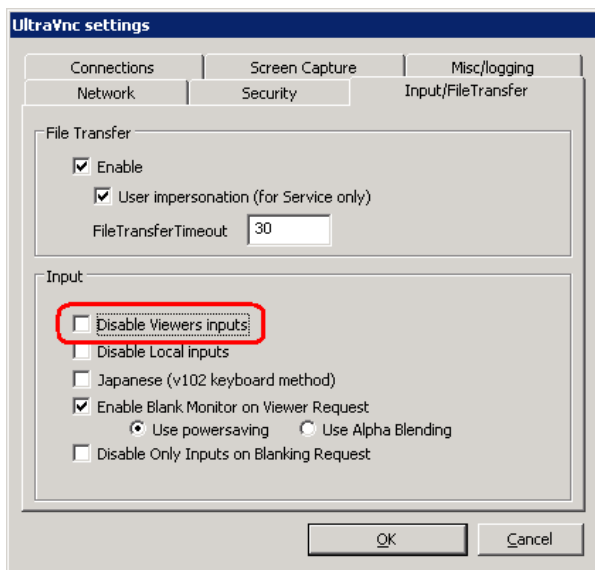 UltraVnc settings
Connections Screen Capture Misc/logging
Network Security Input/FileTransfer
File Transfer
Enable
User impersonation (for Service only)
FileTransferTimeout 30
Input
Disable Viewers inputs
Disable Local inputs
Japanese (v102 keyboard method)
Enable Blank Monitor on Viewer Request
Use powersaving Use Alpha Blending
Disable Only Inputs on Blanking Request
OK Cancel